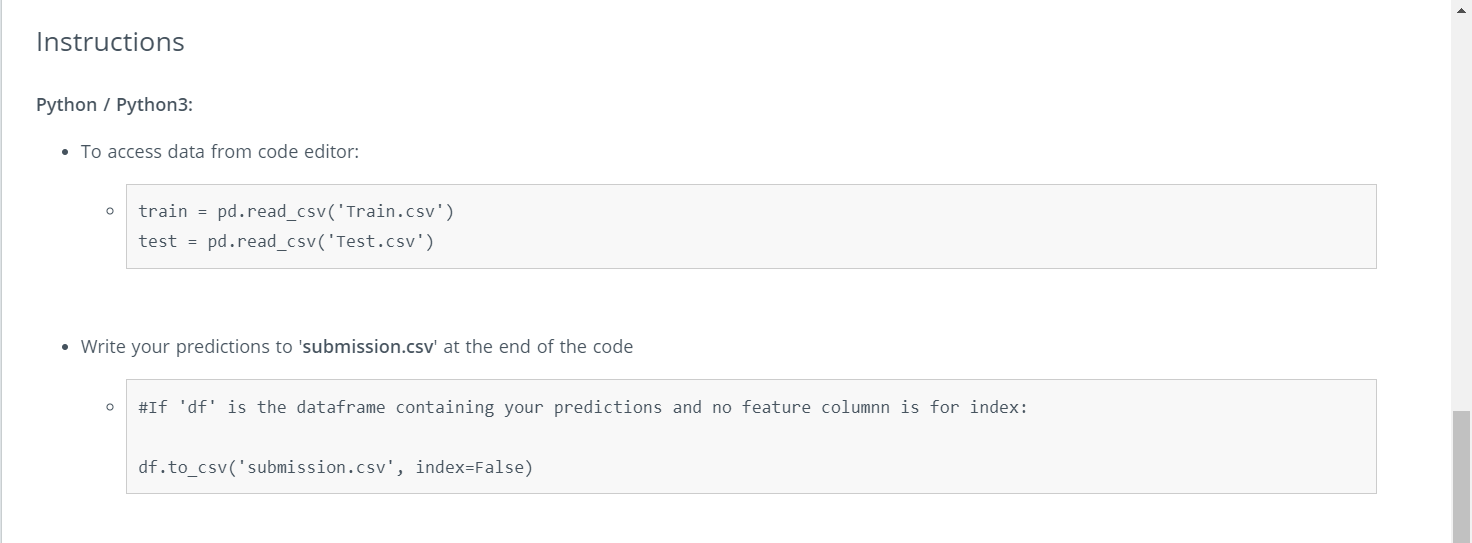 Instructions
Python / Python3:
To access data from code editor:
train = pd.read_csv('Train.csv')
test = pd.read_csv('Test.csv')
Write your predictions to 'submission.csv' at the end of the code
#If 'df' is the dataframe containing your predictions and no feature columnn is for index:
df.to_csv('submission.csv', index=False)